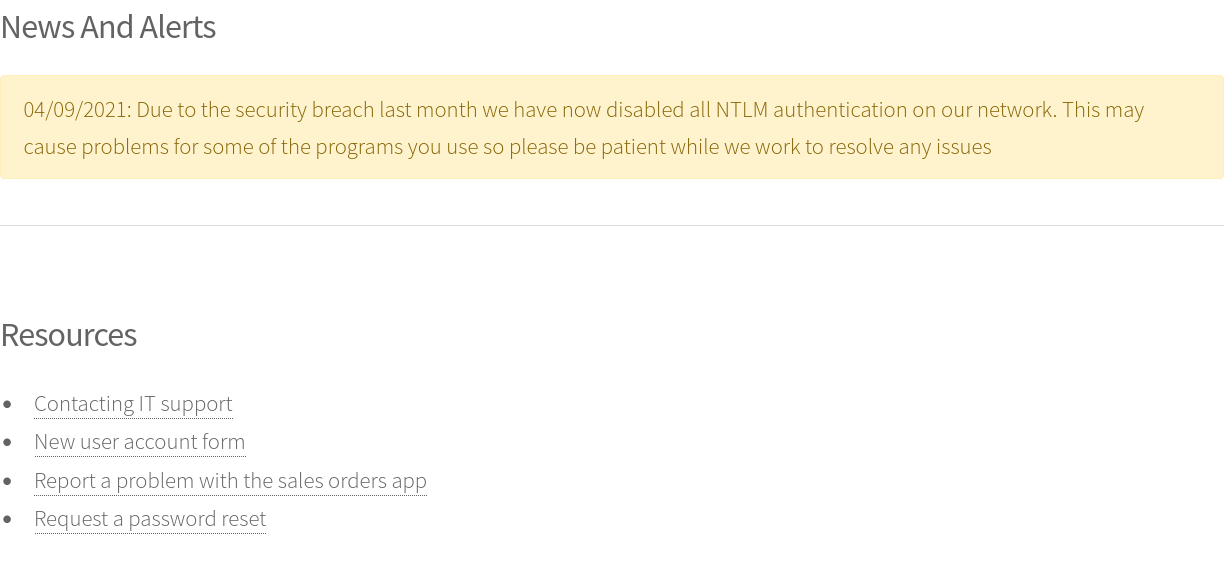 News And Alerts
04/09/2021: Due to the security breach last month we have now disabled all NTLM authentication on our network. This may
cause problems for some of the programs you use so please be patient while we work to resolve any issues
Resources
Contacting IT support
New user account form
Report a problem with the sales orders app
Request a password reset